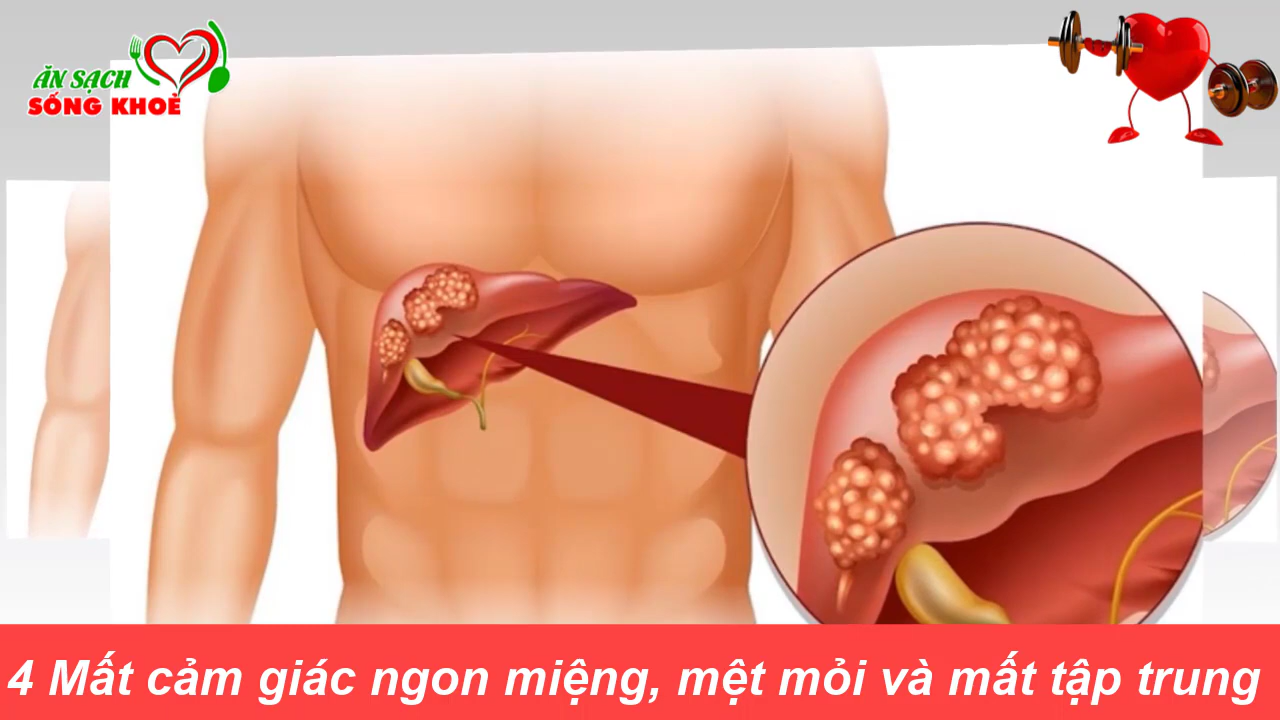 ĂN SẠCH
SỐNG KHOẺ
4 Mất cảm giác ngon miệng, mệt mỏi và mất tập trung